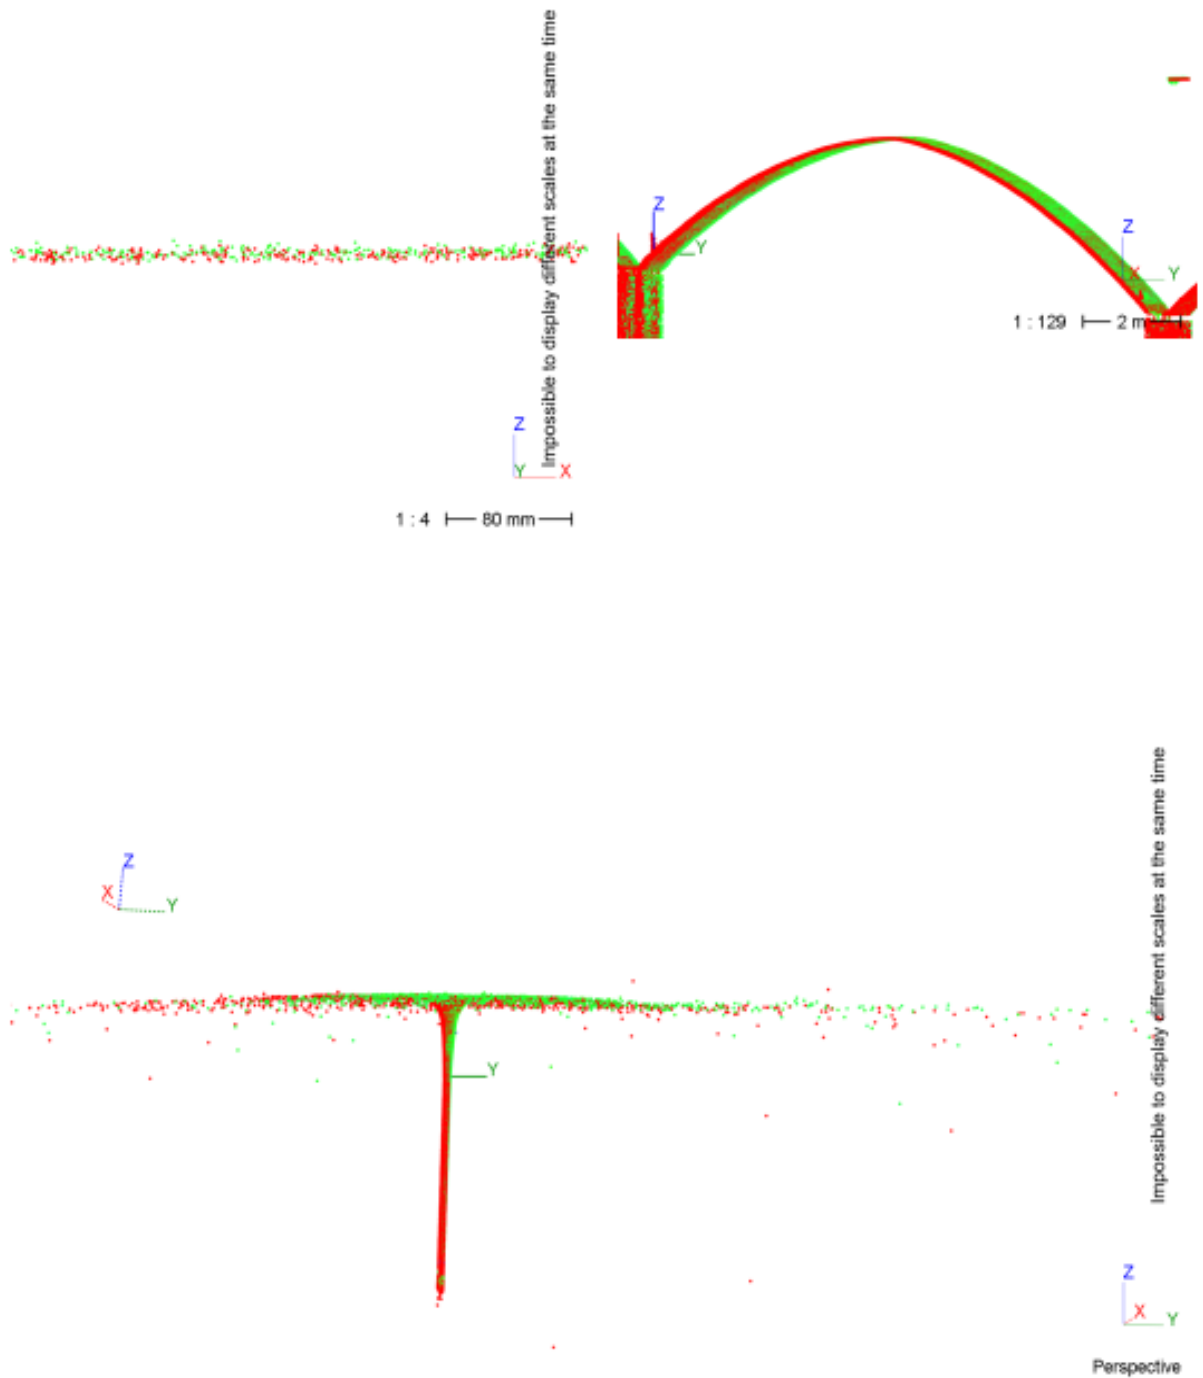 Impossible to display different scales at the same time
Z
Y X
1 : 4 80 mm
Z
Y
Z
X Y
1 : 129 2 m
Z
X
Y
Y
Impossible to display different scales at the same time
Z
X
Y
Perspective